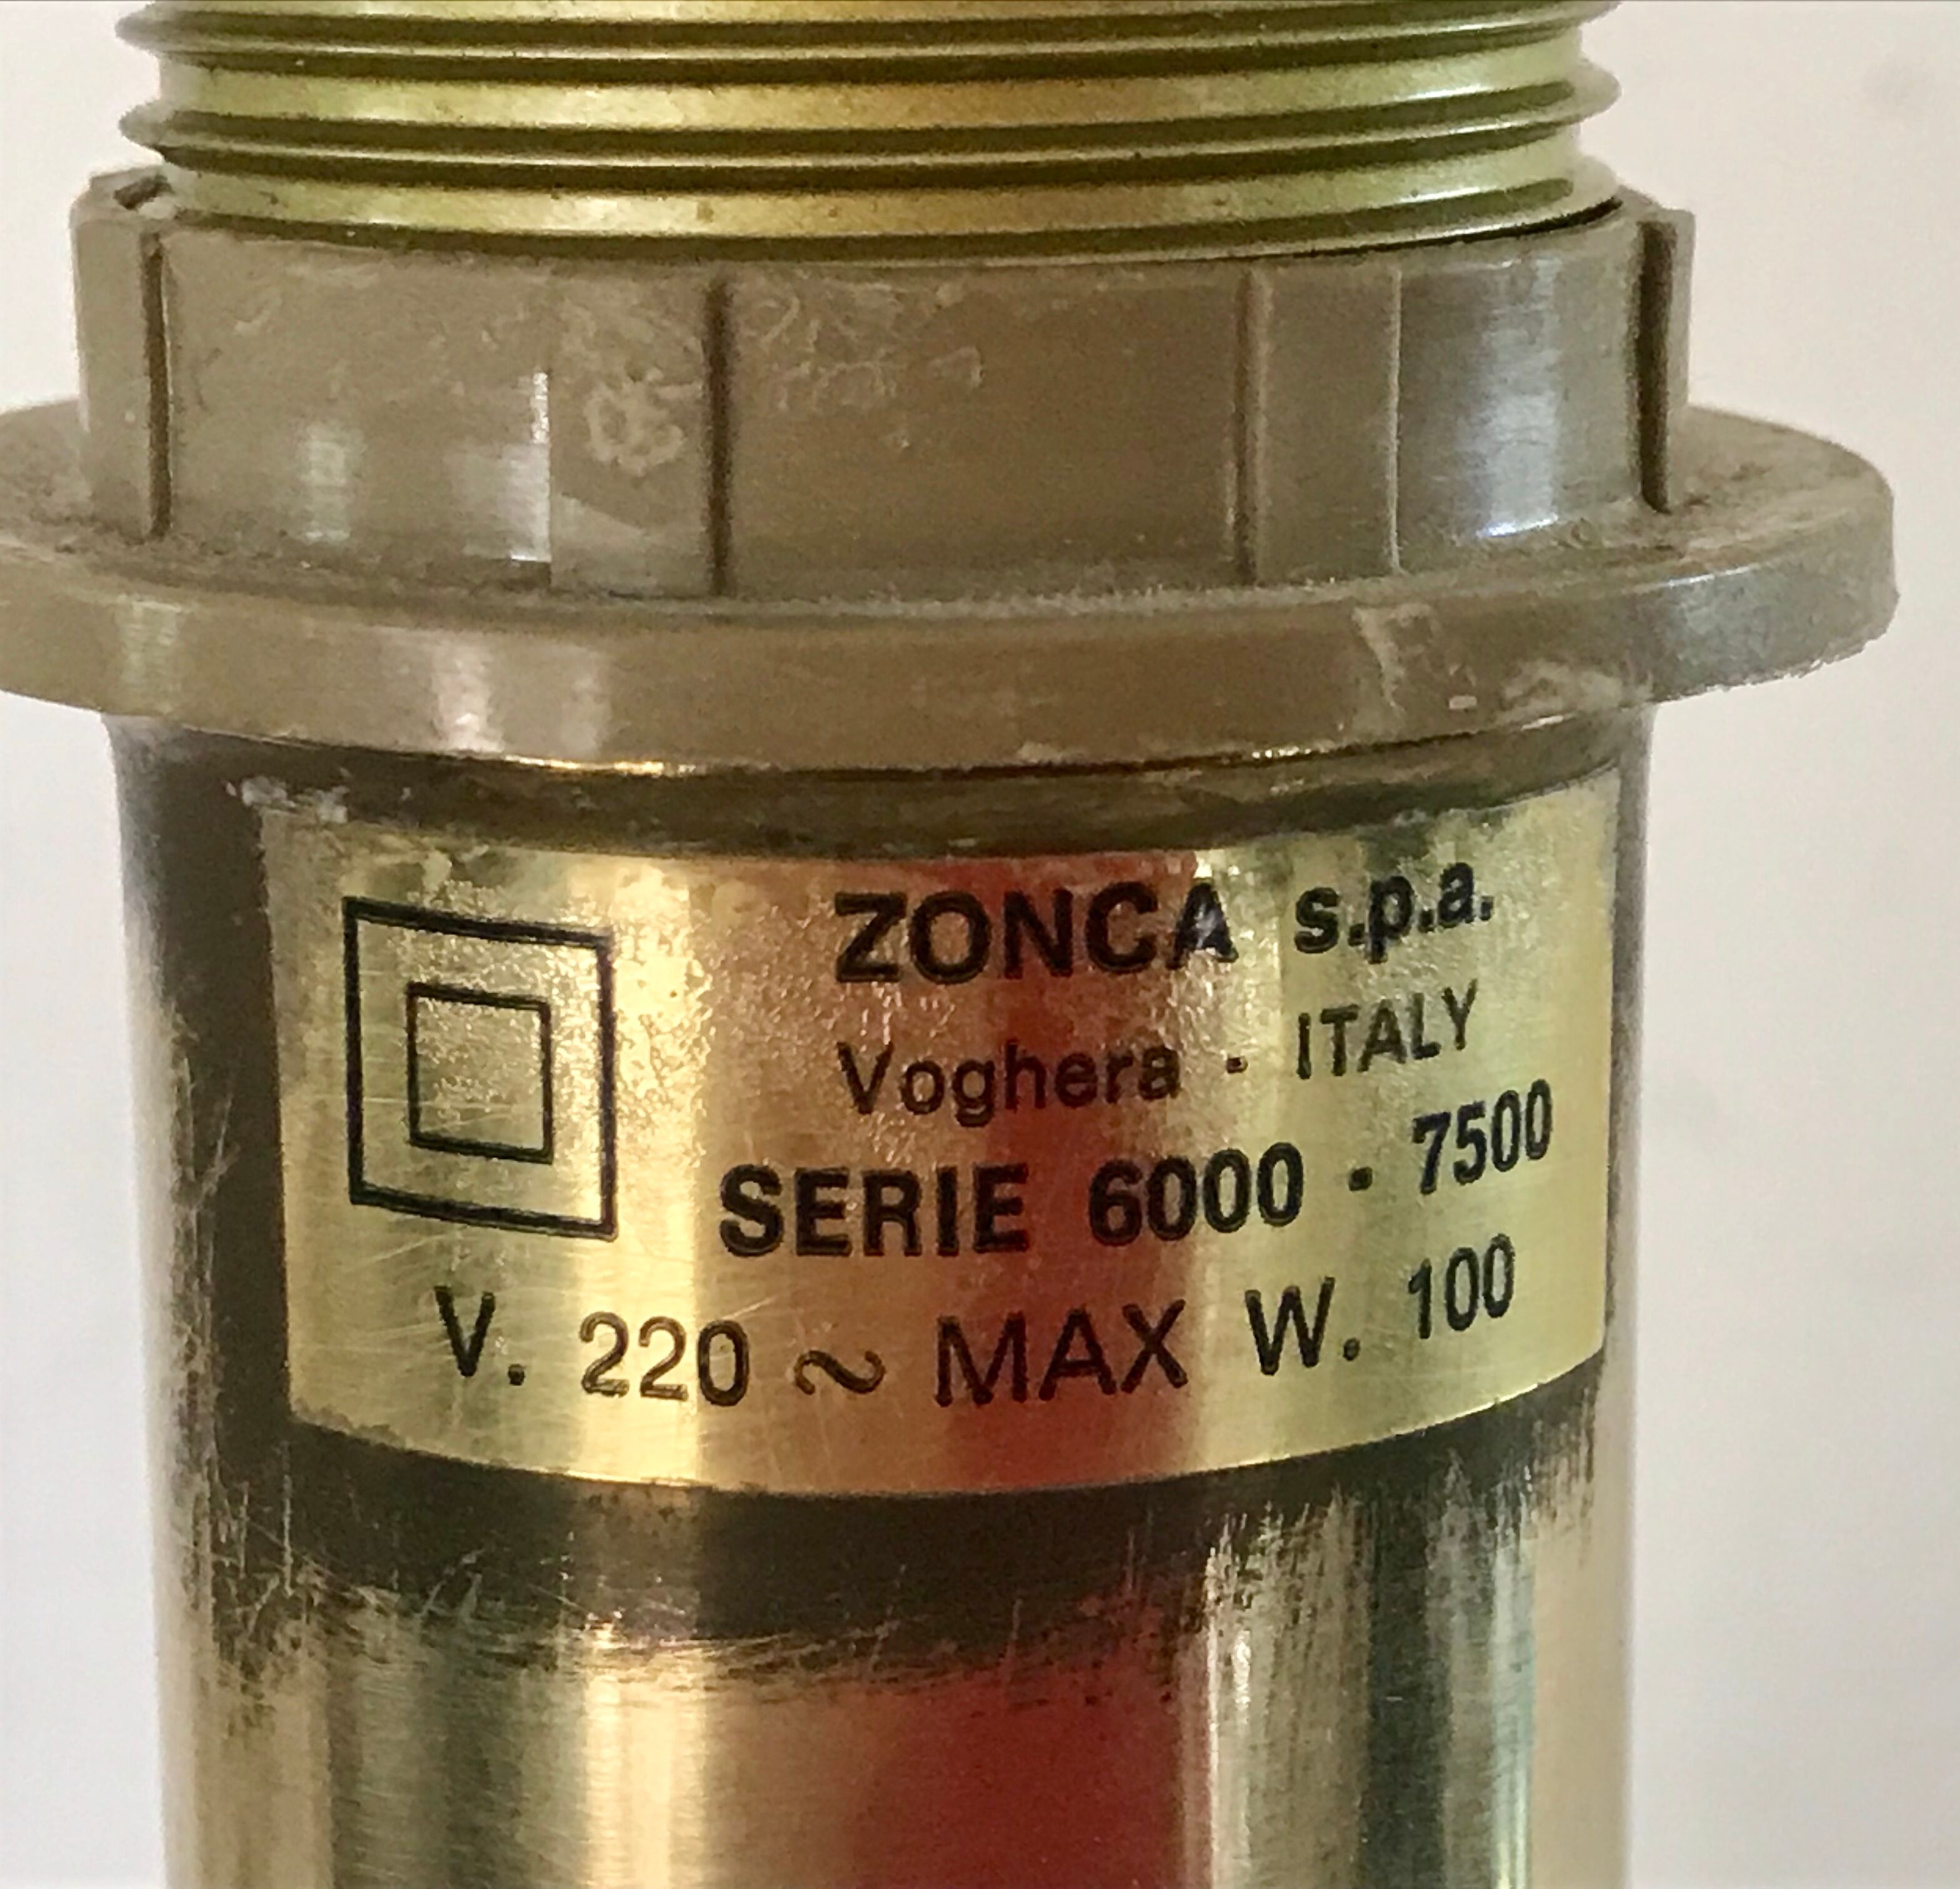 ZONCA s.p.a.
Voghera - ITALY
SERIE 6000 - 7500
V. 220 ~ MAX W. 100